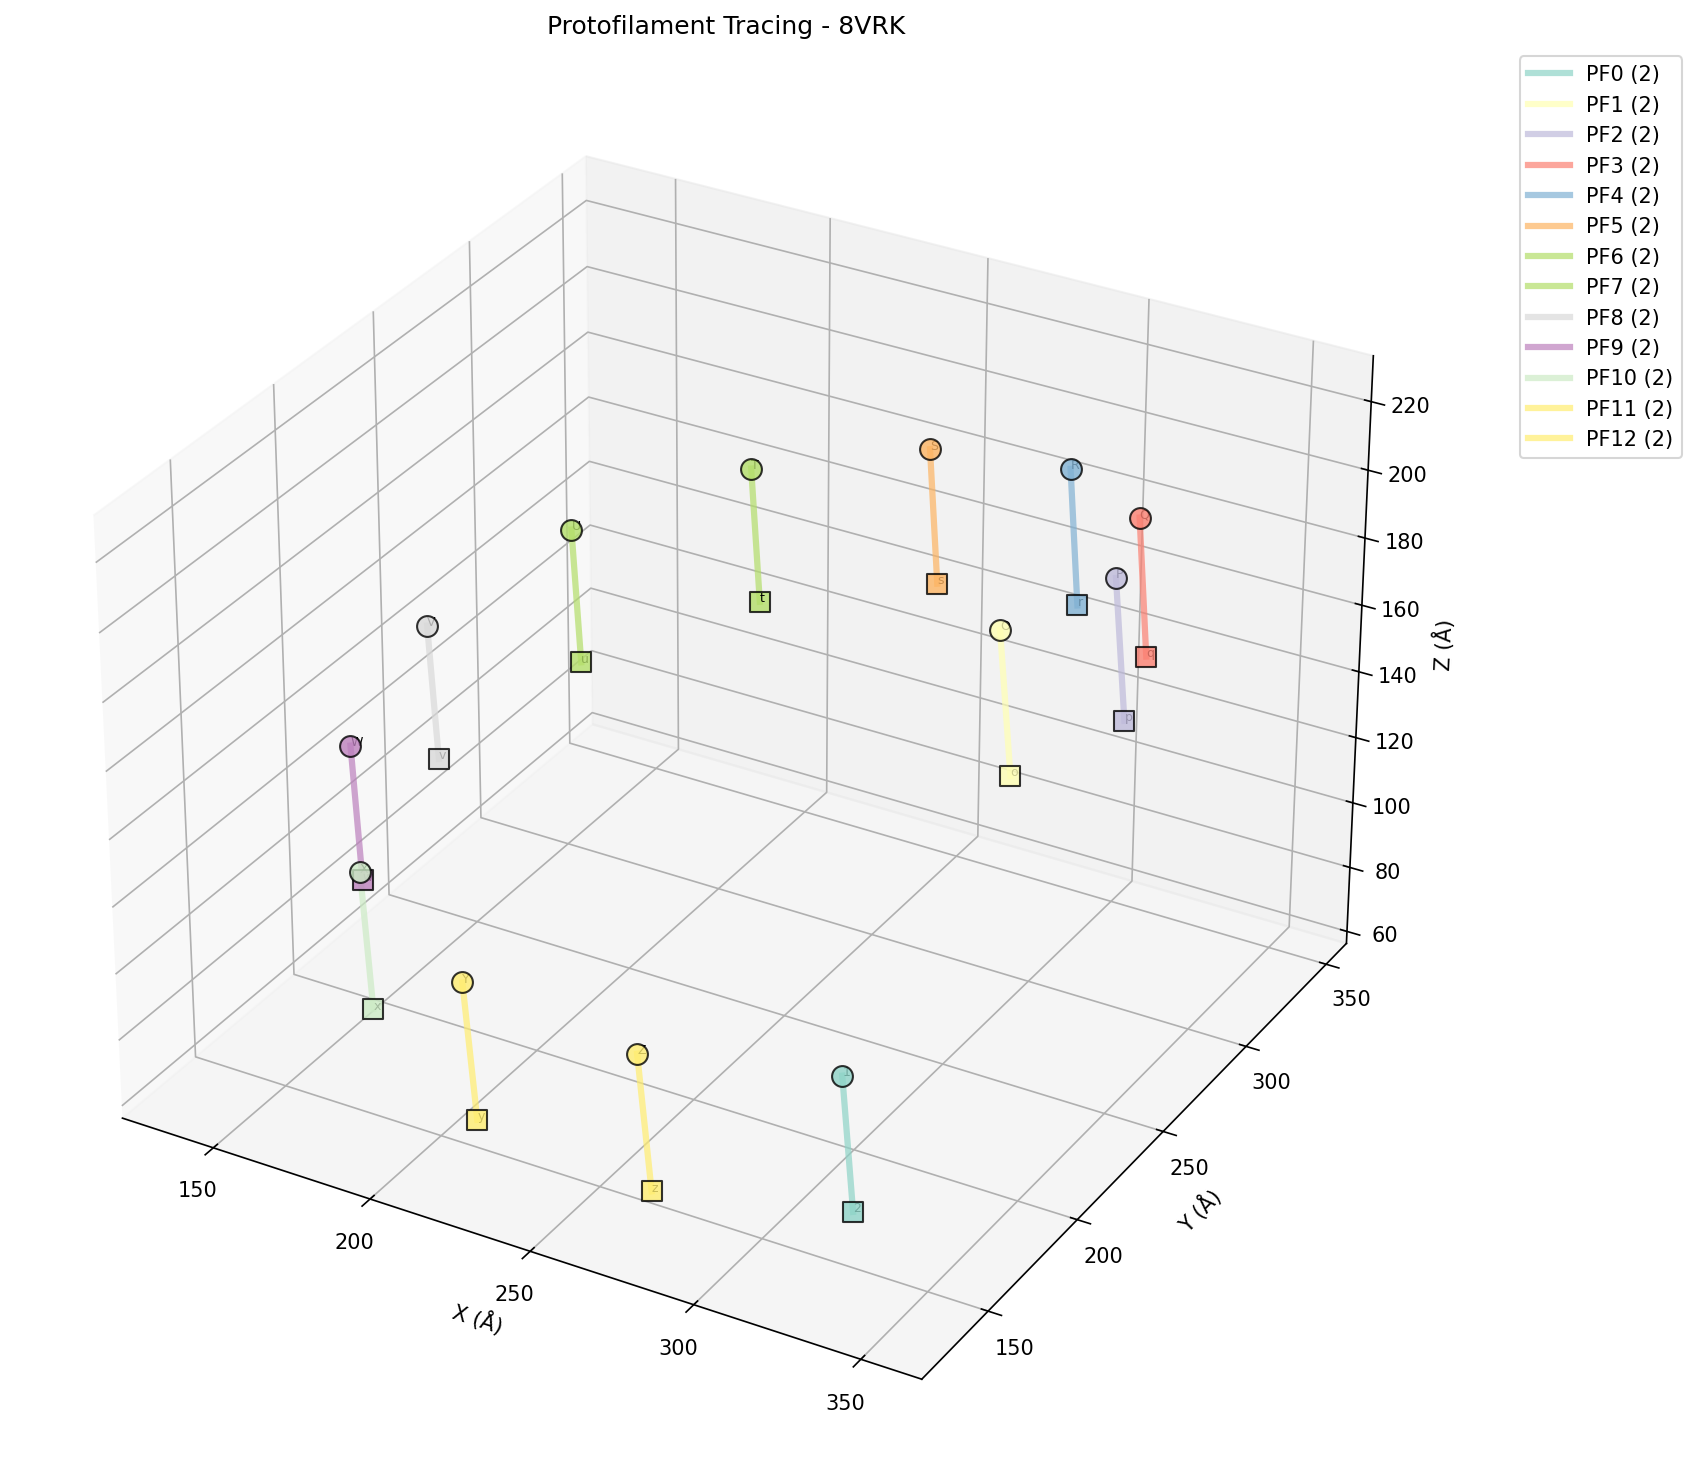 Protofilament Tracing - 8VRK
PF0 (2)
PF1 (2)
PF2 (2)
PF3 (2)
PF4 (2)
PF5 (2)
PF6 (2)
PF7 (2)
PF8 (2)
PF9 (2)
PF10 (2)
PF11 (2)
PF12 (2)
220
200
180
160
140
120
100
80
60
Z (Å)
350
300
250
200
150
Y (Å)
150
200
250
300
350
X (Å)
S
R
Q
U
s
t
r
q
u
p
V
v
o
W
x
y
Z
z
2